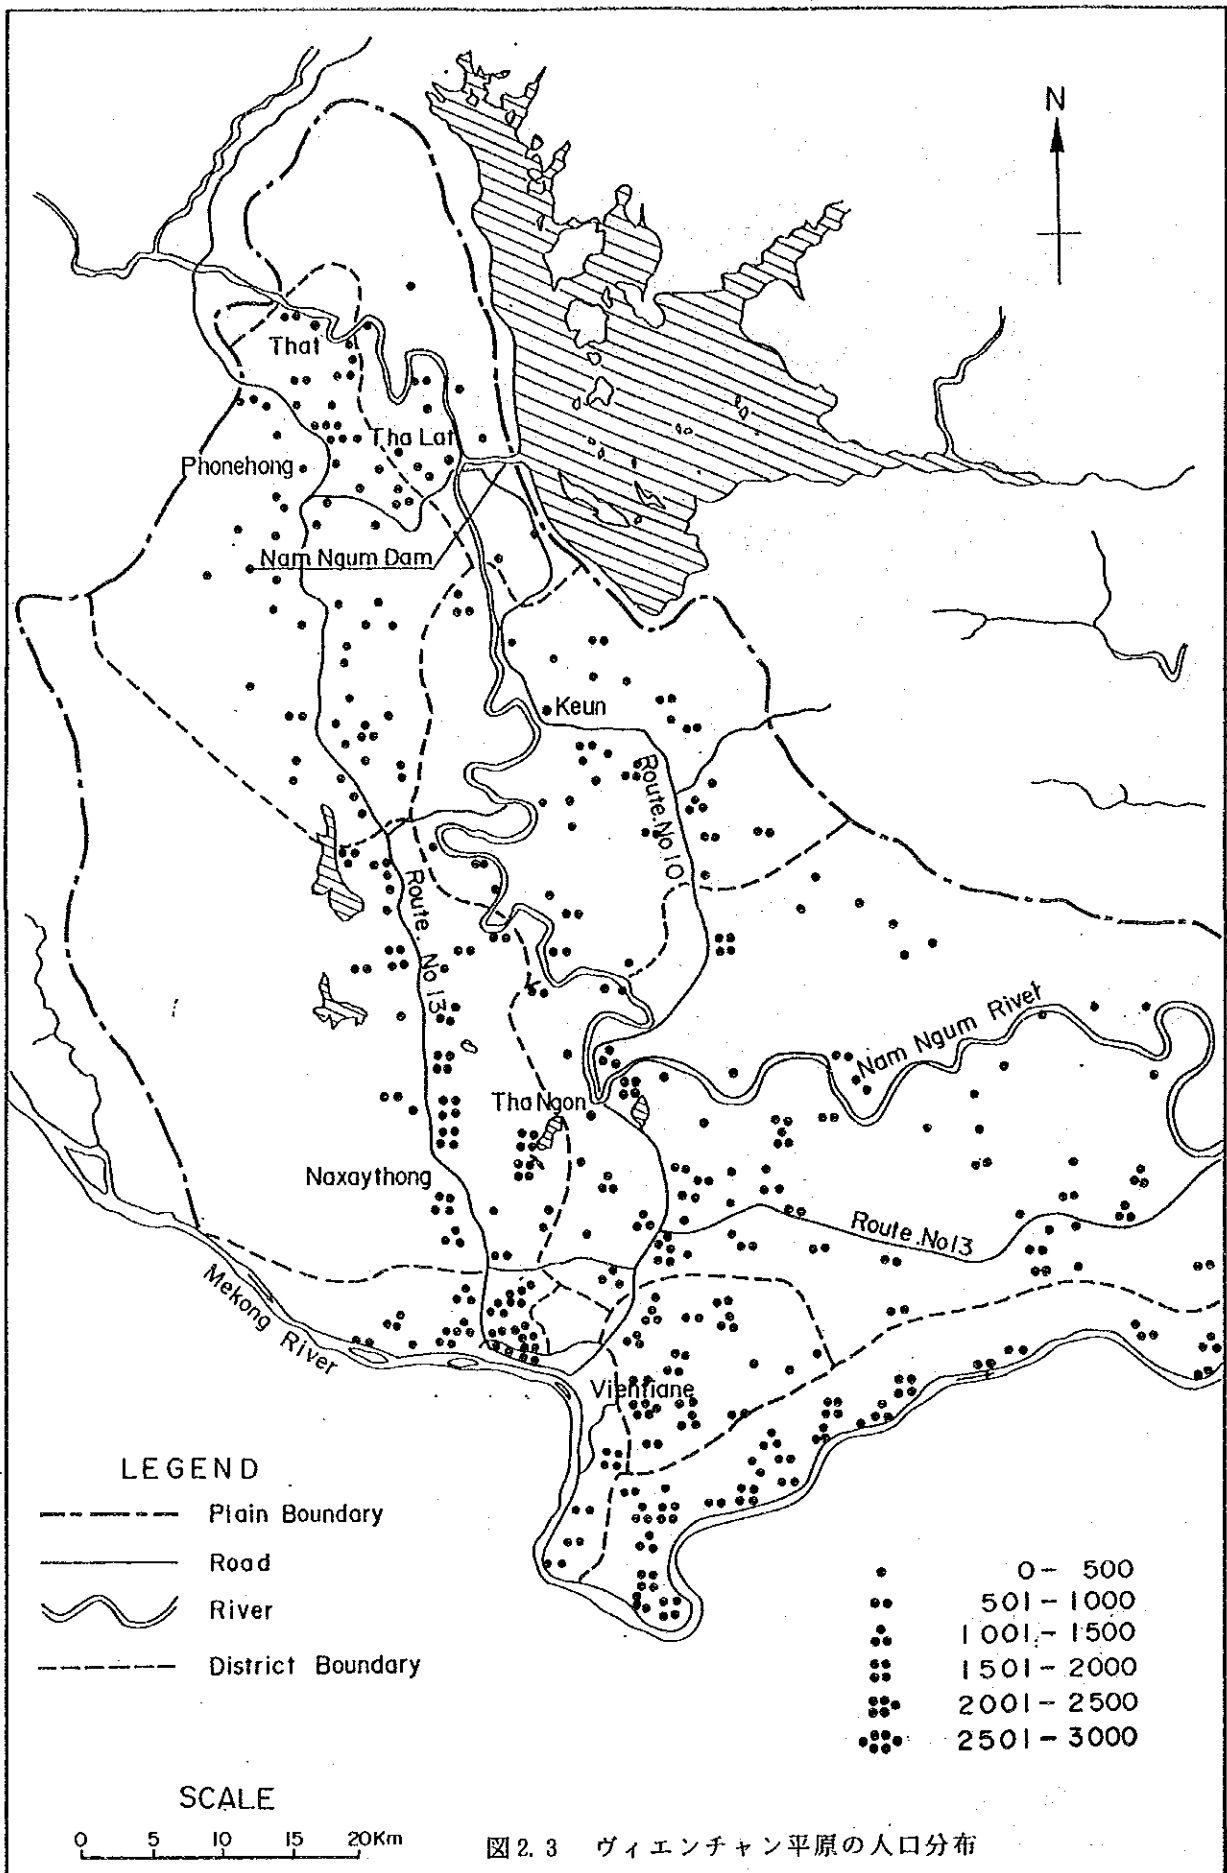 N
That
Tha Lat
Phonehong
Nam Ngum Dam
Keun
Route.No 10
Route. No 13
Nam Ngum River
Tha Ngon
Naxaythong
Route.No13
Mekong River
Vientiane
LEGEND
Plain Boundary
Road
River
District Boundary
0 - 500
501 - 1000
1001 - 1500
1501 - 2000
2001 - 2500
2501 - 3000
SCALE
0 5 10 15 20Km
図2.3 ヴィエンチャン平原の人口分布